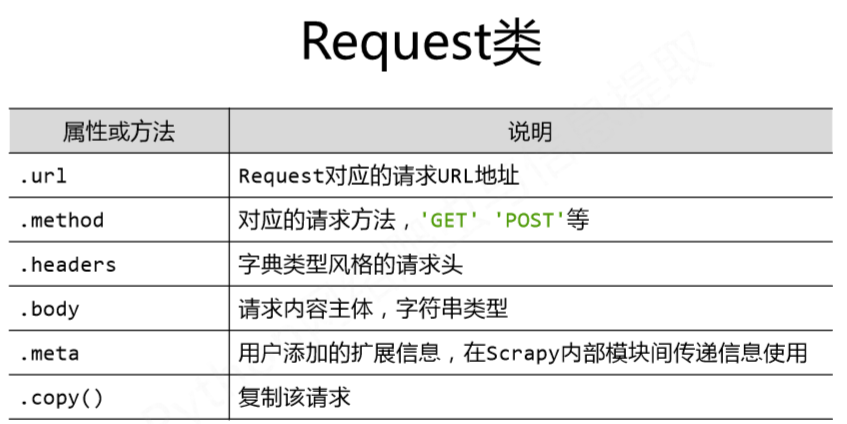 Request类
属性或方法 说明
.url Request对应的请求URL地址
.method 对应的请求方法，'GET' 'POST'等
.headers 字典类型风格的请求头
.body 请求内容主体，字符串类型
.meta 用户添加的扩展信息，在Scrapy内部模块间传递信息使用
.copy() 复制该请求